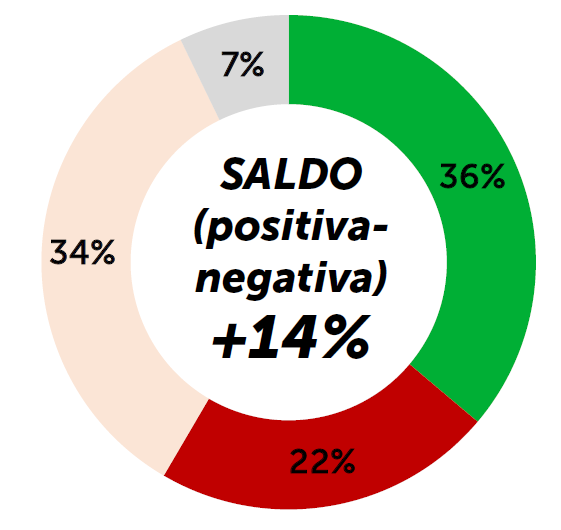 7%
SALDO
36%
(positiva-
34%
negativa)
+14%
22%